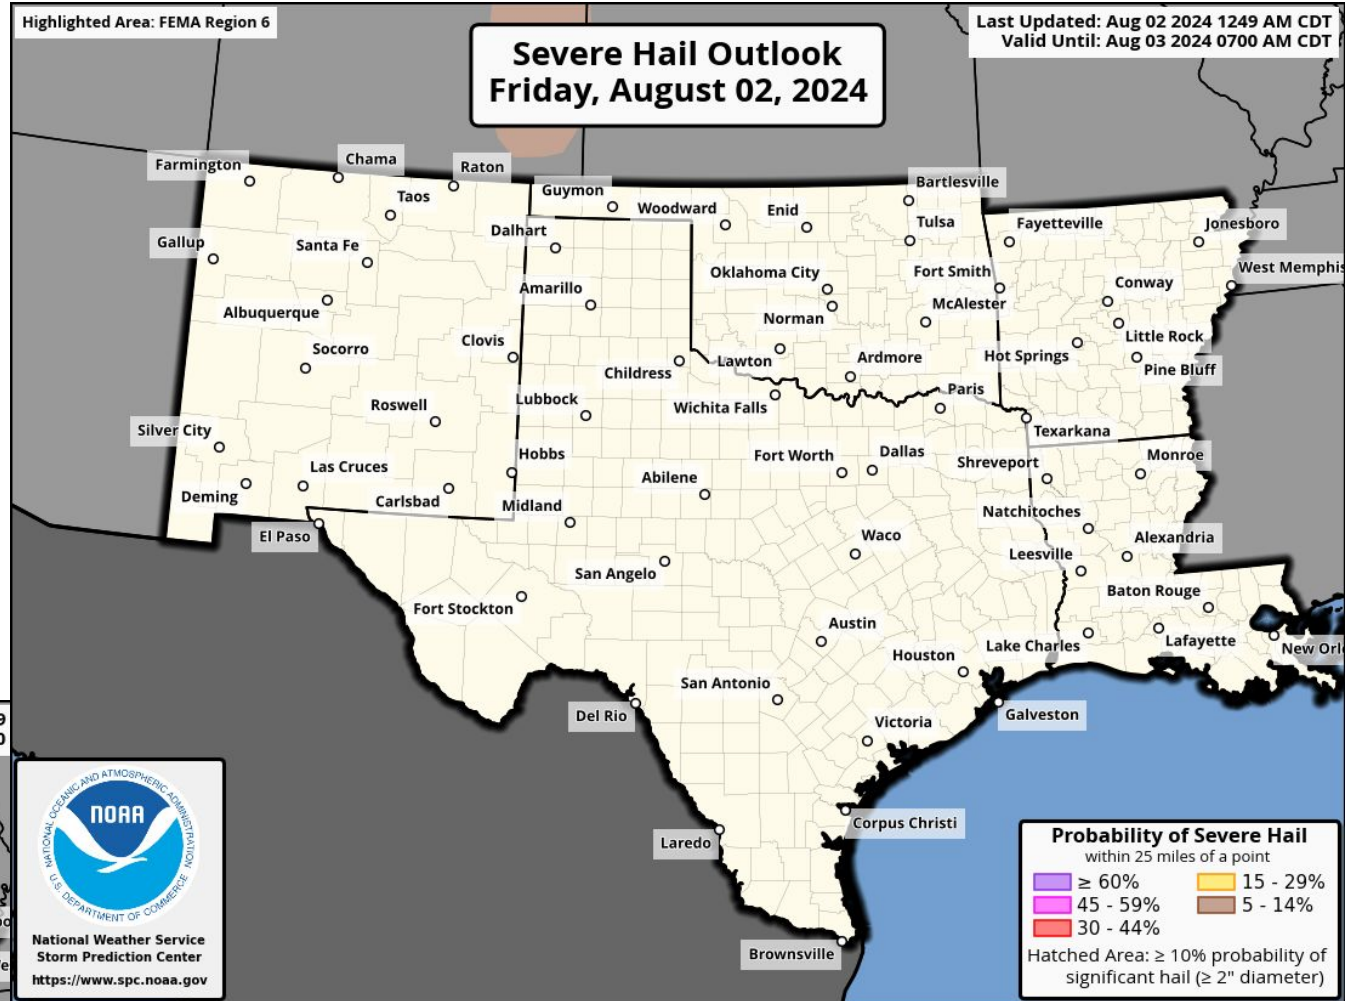 Highlighted Area: FEMA Region 6
Last Updated: Aug 02 2024 1249 AM CDT
Valid Until: Aug 03 2024 0700 AM CDT
Severe Hail Outlook
Friday, August 02, 2024
Farmington
Chama
Raton
Taos
Guymon
Woodward
Enid
Bartlesville
Tulsa
Fayetteville
Jonesboro
Gallup
Santa Fe
Dalhart
Oklahoma City
Fort Smith
West Memphis
Amarillo
Conway
Albuquerque
Norman
McAlester
Little Rock
Socorro
Clovis
Childress
Lawton
Ardmore
Hot Springs
Pine Bluff
Roswell
Lubbock
Wichita Falls
Paris
Silver City
Texarkana
Las Cruces
Hobbs
Abilene
Fort Worth
Dallas
Shreveport
Monroe
Deming
Carlsbad
Midland
Natchitoches
El Paso
Waco
Alexandria
San Angelo
Leesville
Fort Stockton
Baton Rouge
Austin
Lake Charles
Lafayette
New Orl
Houston
San Antonio
Del Rio
Victoria
Galveston
Laredo
Corpus Christi
Brownsville
9
0
NATIONAL OCEANIC AND ATMOSPHERIC ADMINISTRATION
NOAA
U.S. DEPARTMENT OF COMMERCE
National Weather Service
Storm Prediction Center
https://www.spc.noaa.gov
Probability of Severe Hail
within 25 miles of a point
≥ 60% 15 - 29%
45 - 59% 5 - 14%
30 - 44%
Hatched Area: ≥ 10% probability of
significant hail (≥ 2" diameter)